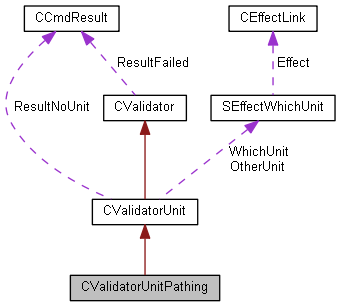 CCmdResult
CEffectLink
ResultFailed
Effect
ResultNoUnit
CValidator
SEffectWhichUnit
WhichUnit
OtherUnit
CValidatorUnit
CValidatorUnitPathing